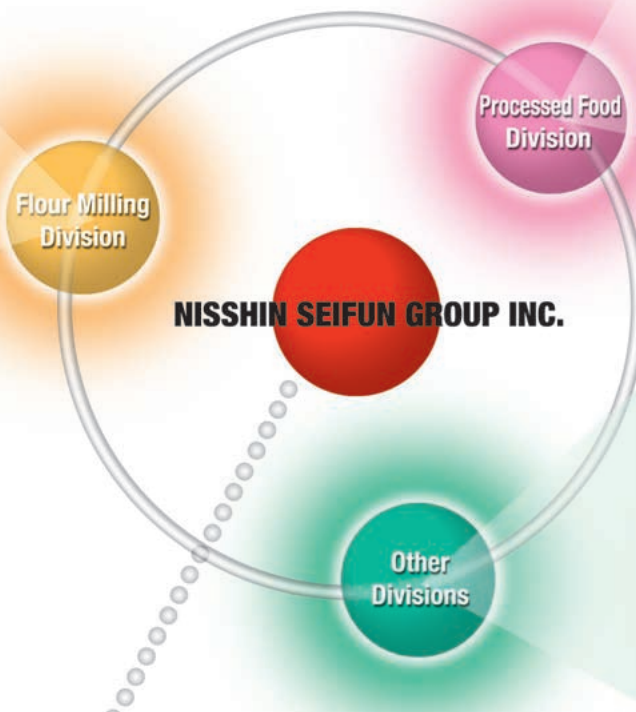 Processed Food
Division
Flour Milling
Division
NISSHIN SEIFUN GROUP INC.
Other
Divisions